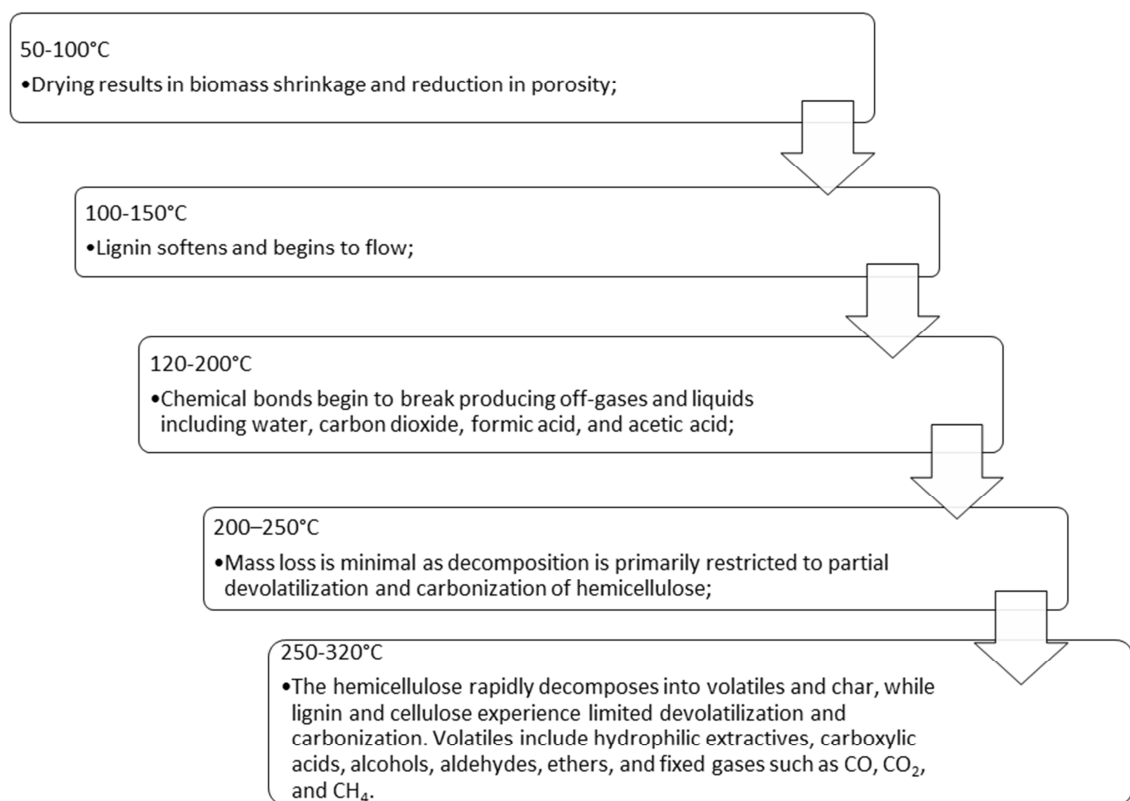 50-100°C
•Drying results in biomass shrinkage and reduction in porosity;
100-150°C
•Lignin softens and begins to flow;
120-200°C
•Chemical bonds begin to break producing off-gases and liquids
including water, carbon dioxide, formic acid, and acetic acid;
200–250°C
•Mass loss is minimal as decomposition is primarily restricted to partial
devolatilization and carbonization of hemicellulose;
250-320°C
•The hemicellulose rapidly decomposes into volatiles and char, while
lignin and cellulose experience limited devolatilization and
carbonization. Volatiles include hydrophilic extractives, carboxylic
acids, alcohols, aldehydes, ethers, and fixed gases such as CO, CO₂,
and CH₄.